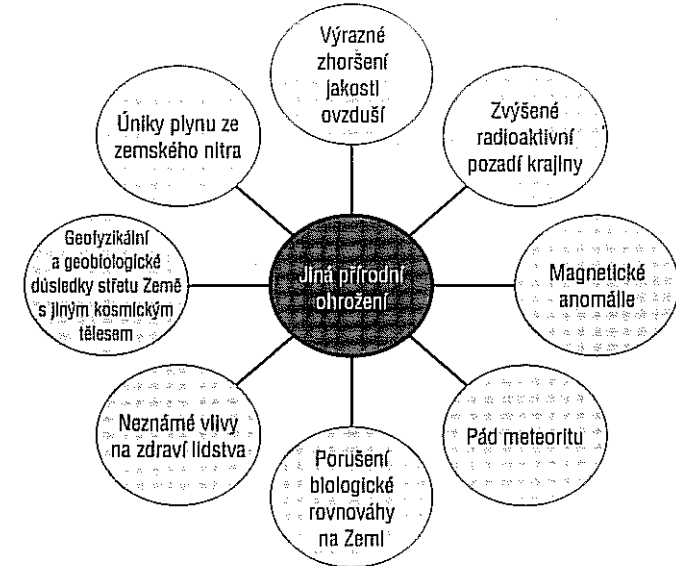 Výrazné
zhoršení
jakosti
ovzduší
Zvýšené
radioaktivní
pozadí krajiny
Magnetické
anomálie
Pád meteoritu
Porušení
biologické
rovnováhy
na Zemi
Neznámé vlivy
na zdraví lidstva
Geofyzikální
a geobiologické
důsledky střetu Země
s jiným kosmickým
tělesem
Úniky plynu ze
zemského nitra
Jiná přírodní
ohrožení